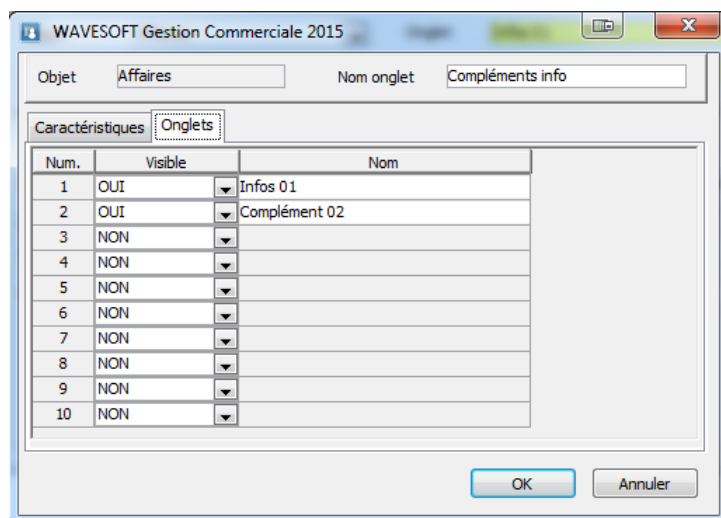 WAVESOFT Gestion Commerciale 2015
Objet Affaires Nom onglet Compléments info
Caractéristiques Onglets
Num. Visible Nom
1 OUI Infos 01
2 OUI Complément 02
3 NON
4 NON
5 NON
6 NON
7 NON
8 NON
9 NON
10 NON
OK Annuler